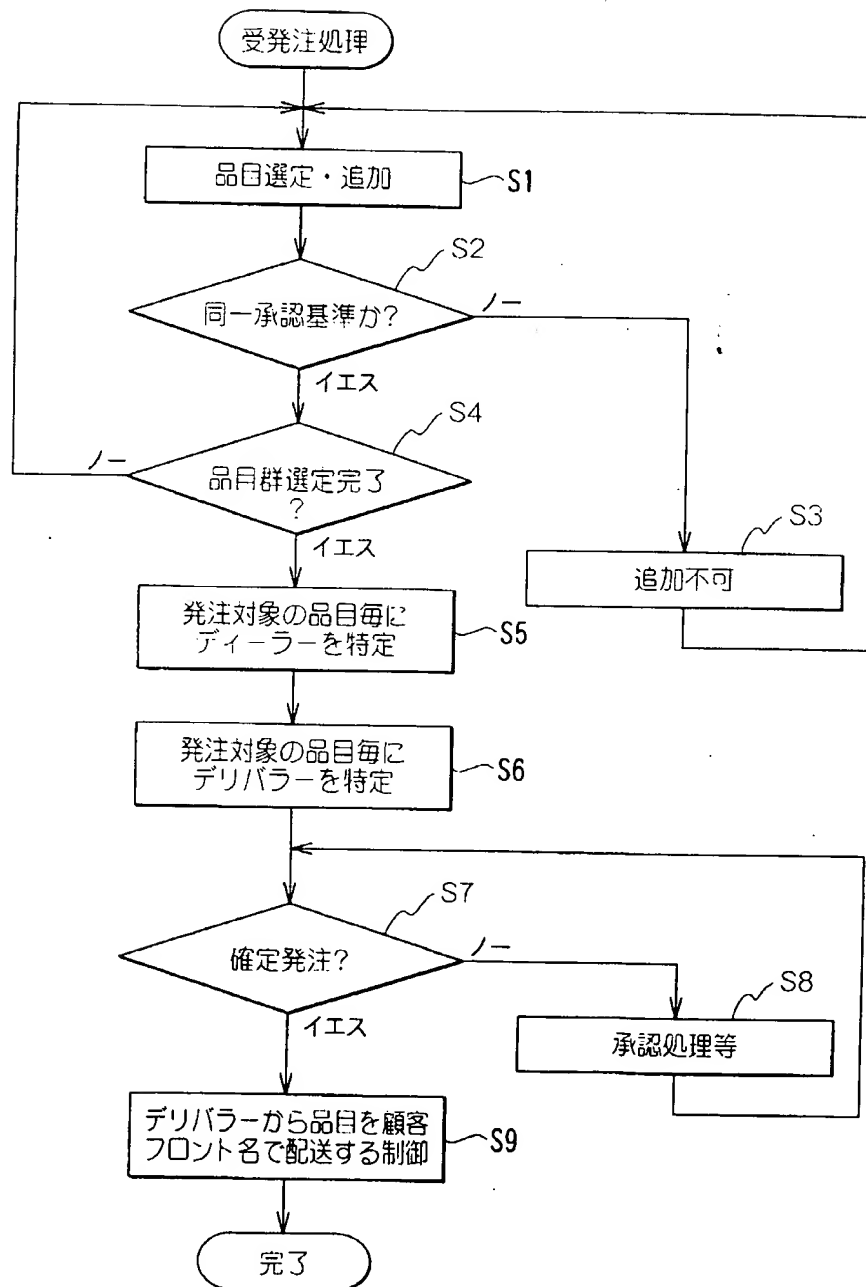 受発注処理
品目選定・追加
S1
S2
同一承認基準か?
ノー
イエス
S4
ノー
品目群選定完了
?
イエス
S3
追加不可
発注対象の品目毎に
ディーラーを特定
S5
発注対象の品目毎に
デリバラーを特定
S6
S7
確定発注?
ノー
イエス
S8
承認処理等
デリバラーから品目を顧客
フロント名で配送する制御
S9
完了